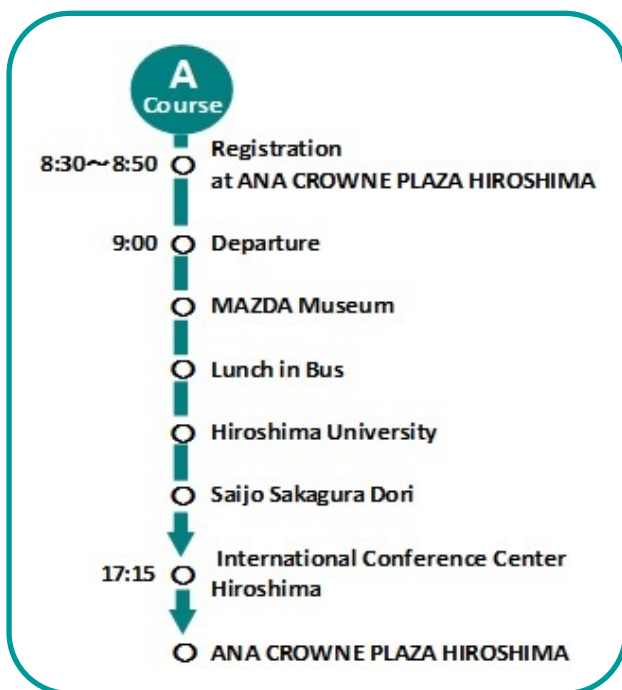 A
Course
8:30～8:50 Registration
at ANA CROWNE PLAZA HIROSHIMA
9:00 Departure
MAZDA Museum
Lunch in Bus
Hiroshima University
Saijo Sakagura Dori
17:15 International Conference Center
Hiroshima
ANA CROWNE PLAZA HIROSHIMA